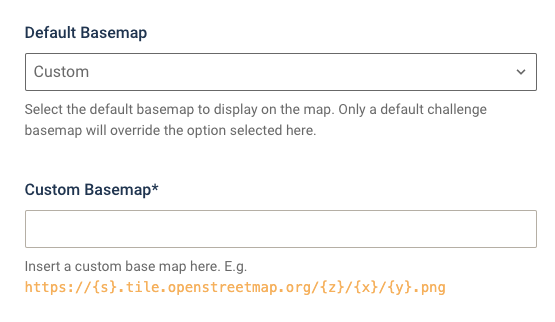 Default Basemap
Custom
Select the default basemap to display on the map. Only a default challenge
basemap will override the option selected here.
Custom Basemap*
Insert a custom base map here. E.g.
https://{s}.tile.openstreetmap.org/{z}/{x}/{y}.png